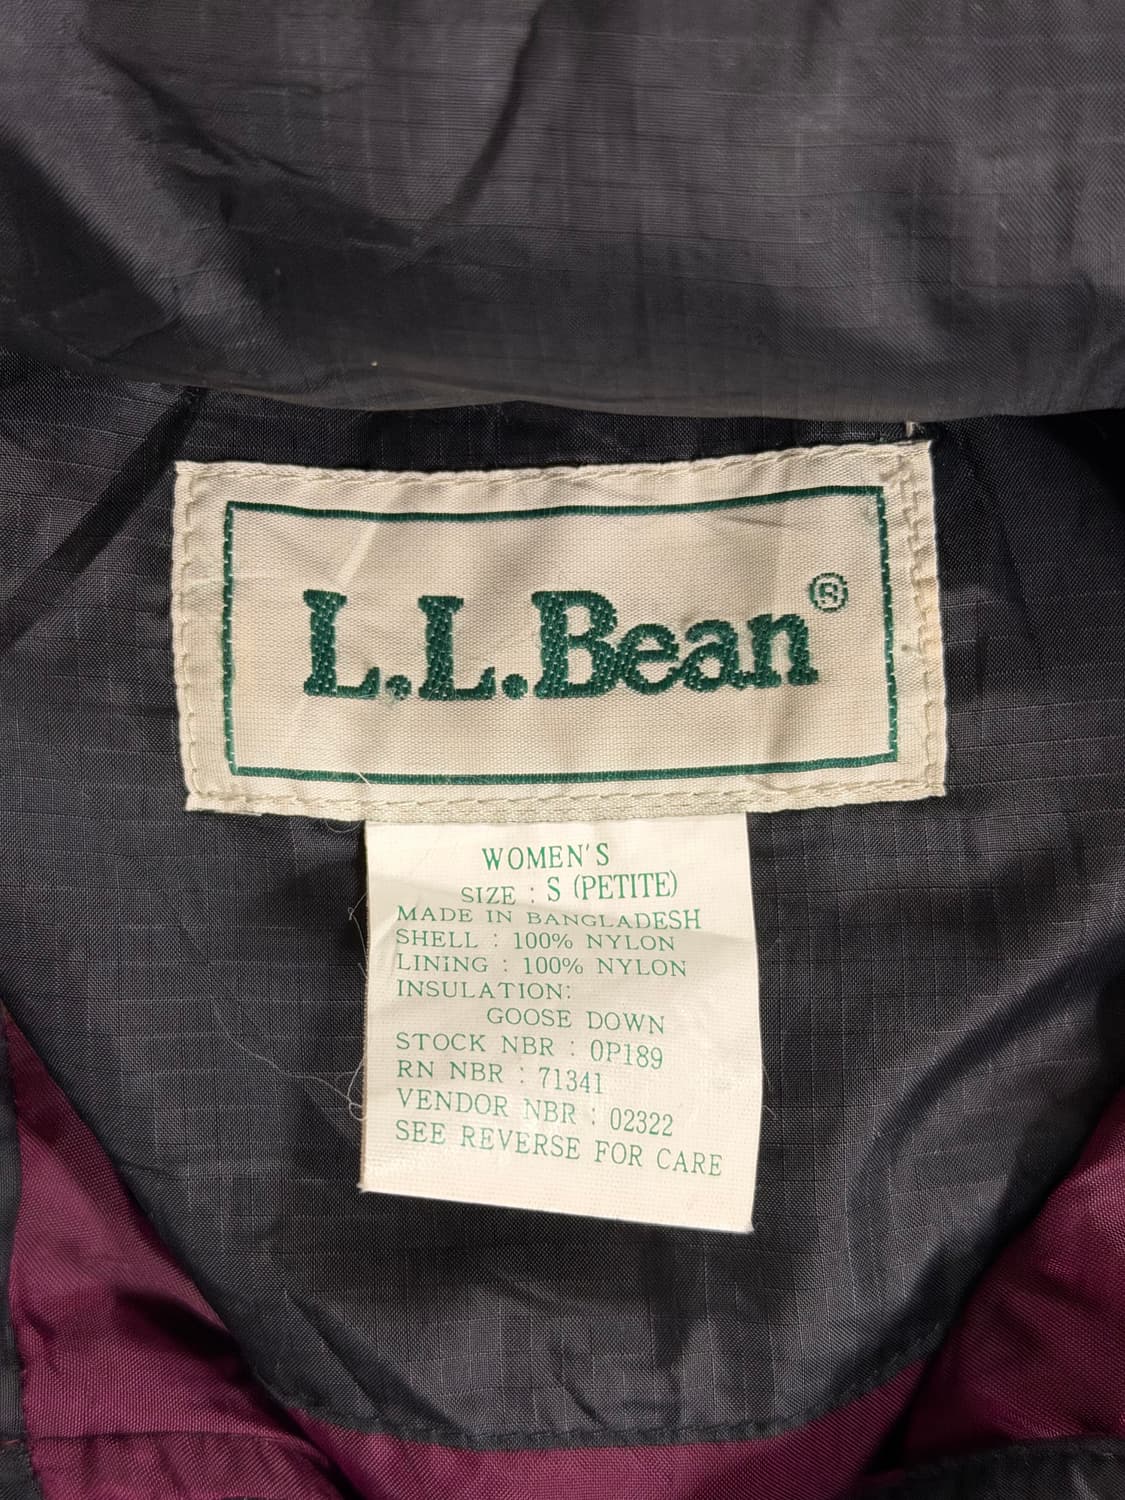 L.L.Bean®
WOMEN'S
SIZE : S (PETITE)
MADE IN BANGLADESH
SHELL : 100% NYLON
LINING : 100% NYLON
INSULATION:
GOOSE DOWN
STOCK NBR : 0P189
RN NBR : 71341
VENDOR NBR : 02322
SEE REVERSE FOR CARE